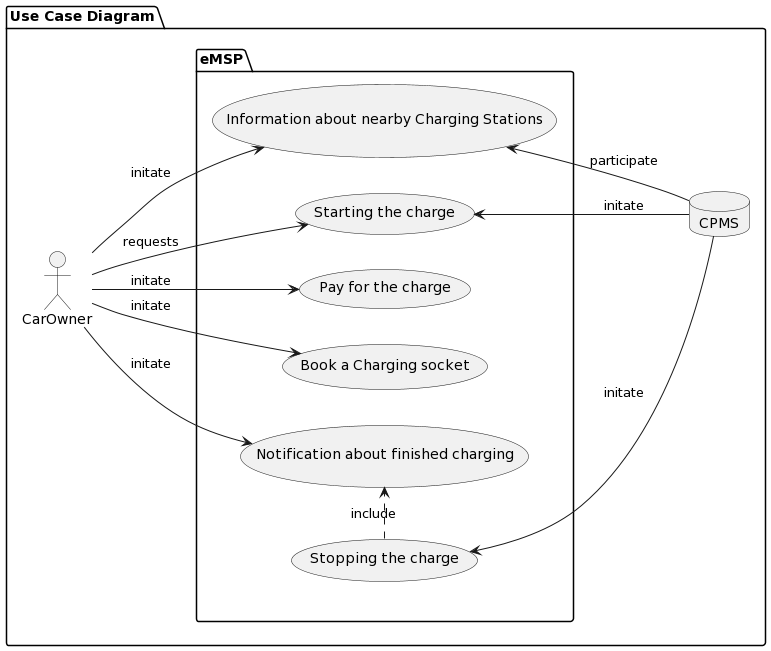 Use Case Diagram
eMSP
Information about nearby Charging Stations
participate
initate
Starting the charge
initate
CPMS
requests
initate
Pay for the charge
initate
CarOwner
Book a Charging socket
initate
initate
Notification about finished charging
include
Stopping the charge